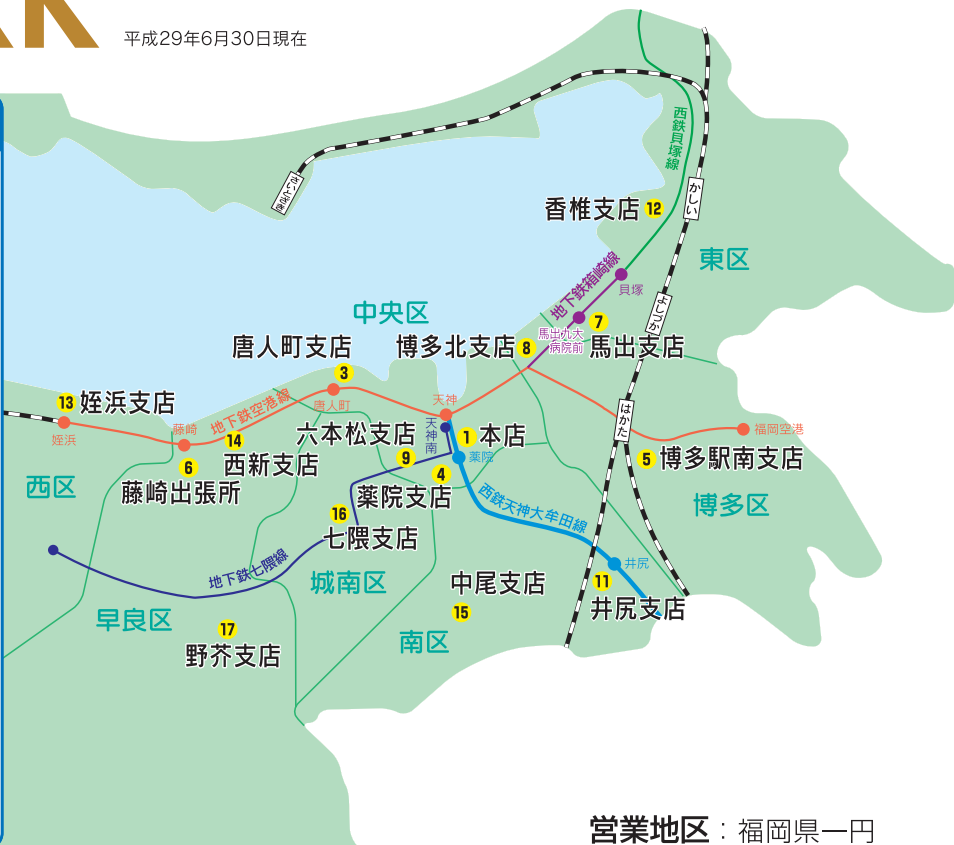 平成29年6月30日現在
西鉄貝塚線
さいとざき
かしい
香椎支店 12
東区
地下鉄箱崎線
貝塚
よしづか
中央区
7
馬出九大
病院前
馬出支店
唐人町支店
3
博多北支店 8
13 姪浜支店
姪浜
藤崎
地下鉄空港線
唐人町
天神
天神南
はかた
福岡空港
14
西新支店
六本松支店
9
1 本店
薬院
4
薬院支店
5 博多駅南支店
6
藤崎出張所
西区
西鉄天神大牟田線
博多区
16
七隈支店
地下鉄七隈線
城南区
中尾支店
15
井尻
11
井尻支店
早良区
17
野芥支店
南区
営業地区：福岡県一円